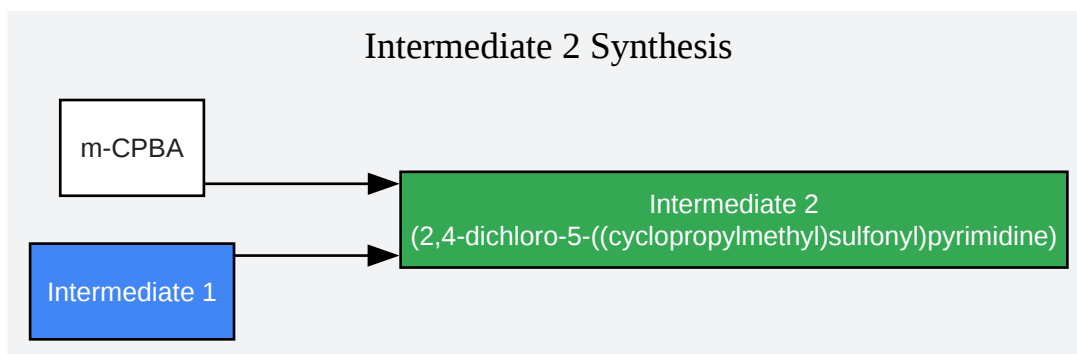 Intermediate 2 Synthesis
m-CPBA
Intermediate 2
(2,4-dichloro-5-((cyclopropylmethyl)sulfonyl)pyrimidine)
Intermediate 1